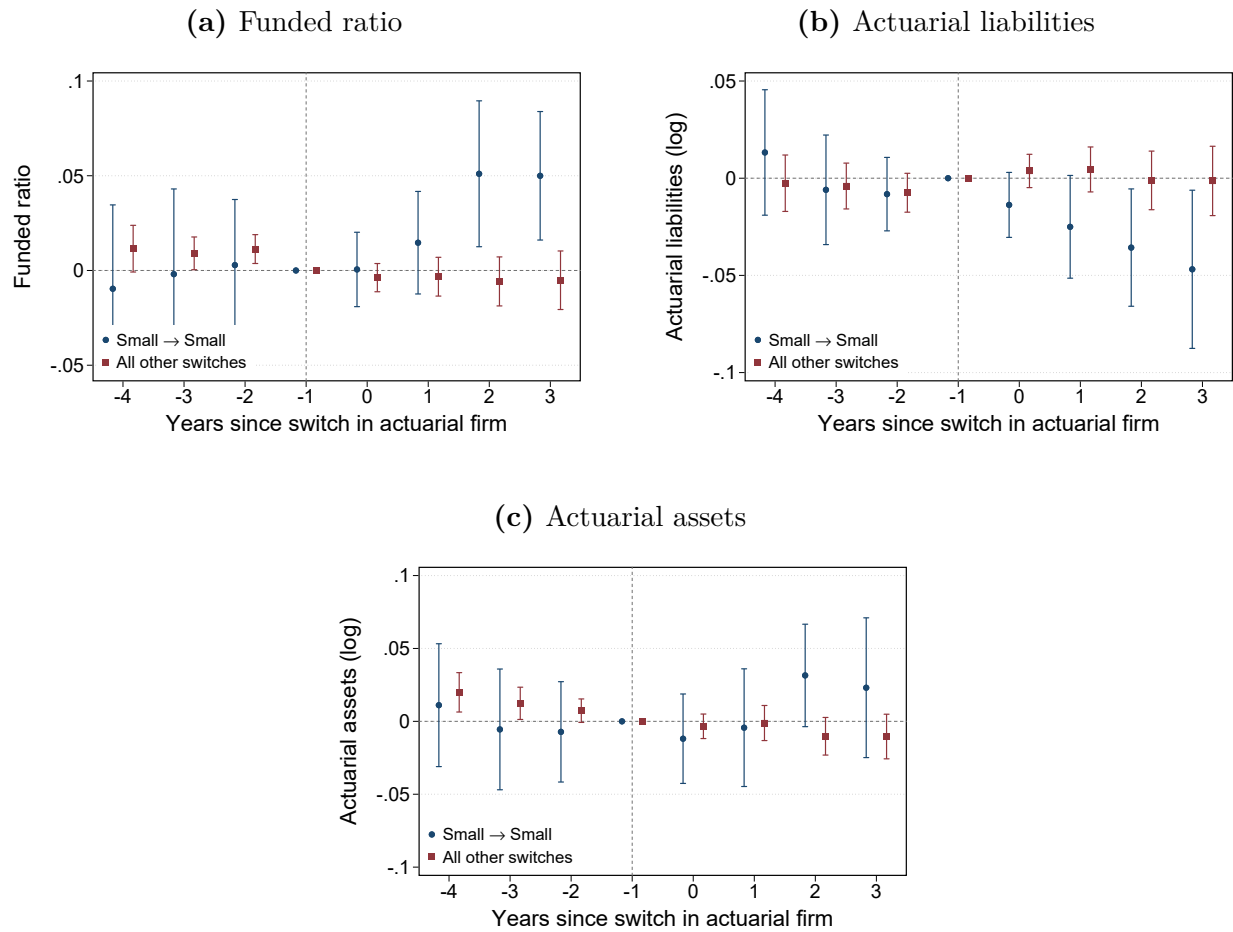 (a) Funded ratio
Funded ratio
.1
.05
0
-.05
Small → Small
All other switches
-4 -3 -2 -1 0 1 2 3
Years since switch in actuarial firm
(b) Actuarial liabilities
Actuarial liabilities (log)
.05
0
-.05
-.1
Small → Small
All other switches
-4 -3 -2 -1 0 1 2 3
Years since switch in actuarial firm
(c) Actuarial assets
Actuarial assets (log)
.1
.05
0
-.05
-.1
Small → Small
All other switches
-4 -3 -2 -1 0 1 2 3
Years since switch in actuarial firm